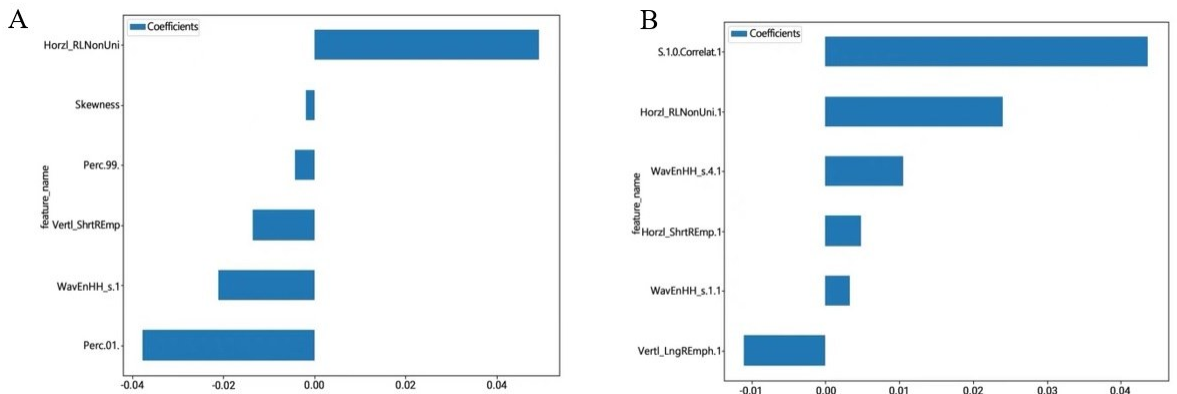 A
Coefficients
Horzl_RLNonUni
Skewness
Perc.99.
Vertl_ShrtREmp
WavEnHH_s.1
Perc.01.
feature_name
-0.04 -0.02 0.00 0.02 0.04
B
Coefficients
S.1.0.Correlat.1
Horzl_RLNonUni.1
WavEnHH_s.4.1
Horzl_ShrtREmp.1
WavEnHH_s.1.1
Vertl_LngREmph.1
feature_name
-0.01 0.00 0.01 0.02 0.03 0.04